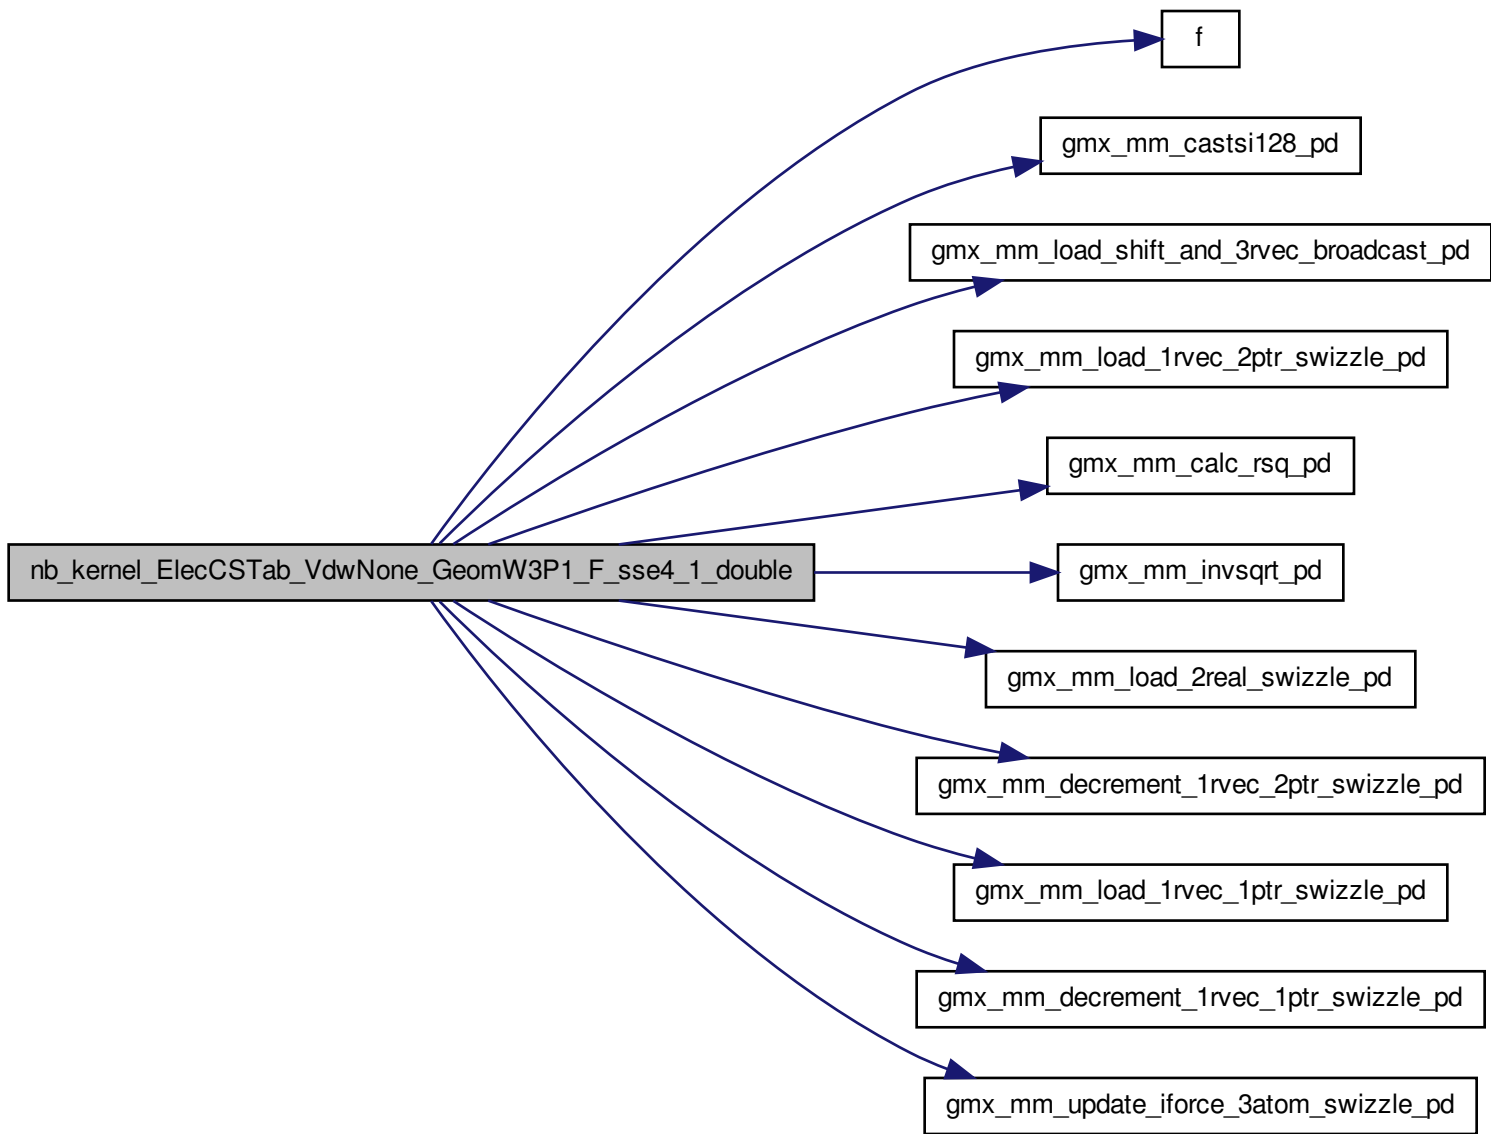 f
gmx_mm_castsi128_pd
gmx_mm_load_shift_and_3rvec_broadcast_pd
gmx_mm_load_1rvec_2ptr_swizzle_pd
gmx_mm_calc_rsq_pd
nb_kernel_ElecCSTab_VdwNone_GeomW3P1_F_sse4_1_double
gmx_mm_invsqrt_pd
gmx_mm_load_2real_swizzle_pd
gmx_mm_decrement_1rvec_2ptr_swizzle_pd
gmx_mm_load_1rvec_1ptr_swizzle_pd
gmx_mm_decrement_1rvec_1ptr_swizzle_pd
gmx_mm_update_iforce_3atom_swizzle_pd